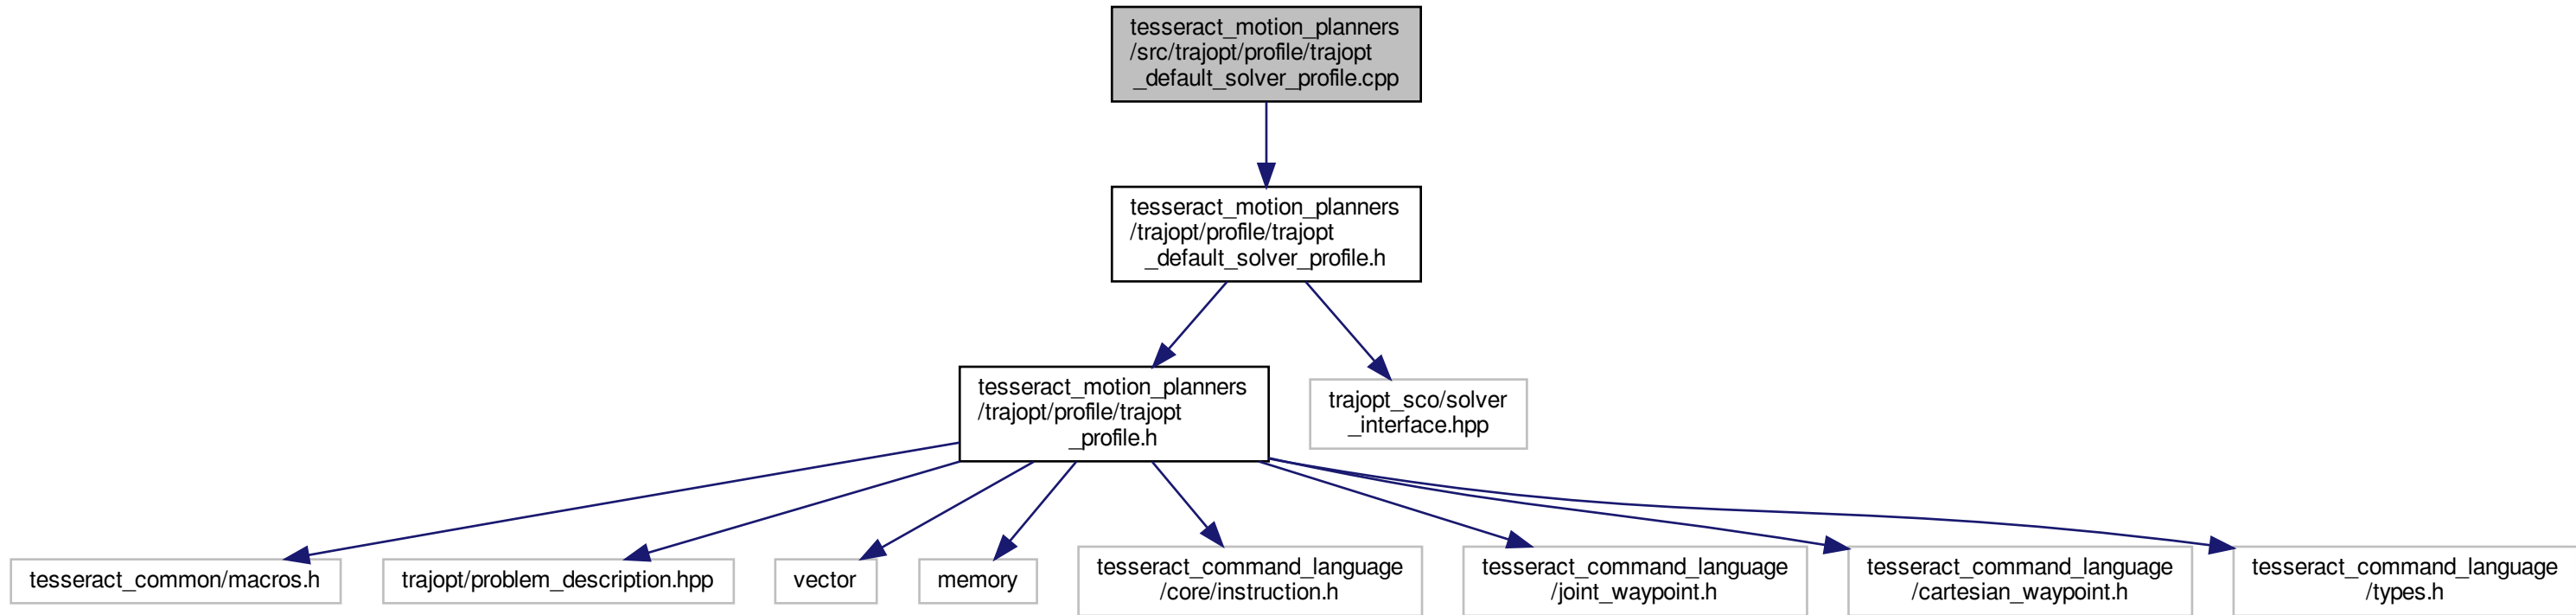 tesseract_motion_planners
/src/trajopt/profile/trajopt
_default_solver_profile.cpp
tesseract_motion_planners
/trajopt/profile/trajopt
_default_solver_profile.h
tesseract_motion_planners
/trajopt/profile/trajopt
_profile.h
trajopt_sco/solver
_interface.hpp
tesseract_common/macros.h
trajopt/problem_description.hpp
vector
memory
tesseract_command_language
/core/instruction.h
tesseract_command_language
/joint_waypoint.h
tesseract_command_language
/cartesian_waypoint.h
tesseract_command_language
/types.h